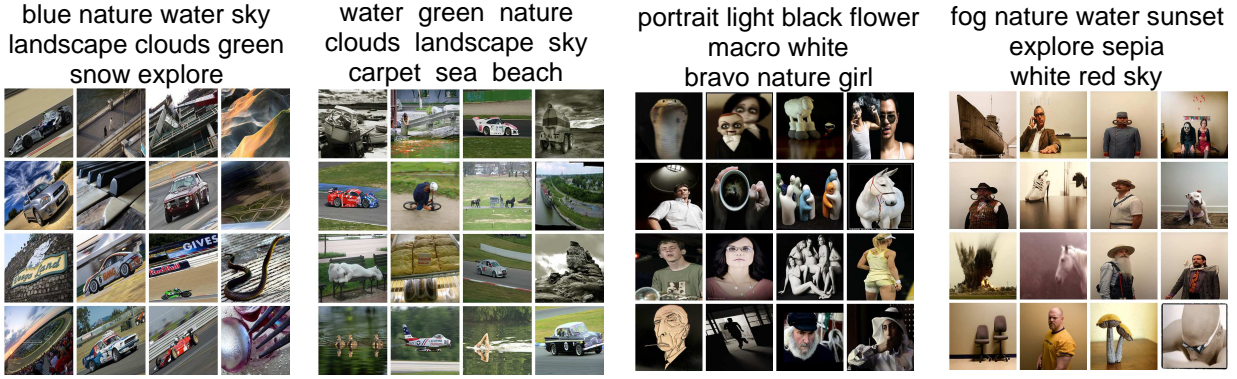 blue nature water sky
landscape clouds green
snow explore
water green nature
clouds landscape sky
carpet sea beach
portrait light black flower
macro white
bravo nature girl
fog nature water sunset
explore sepia
white red sky
GIVES